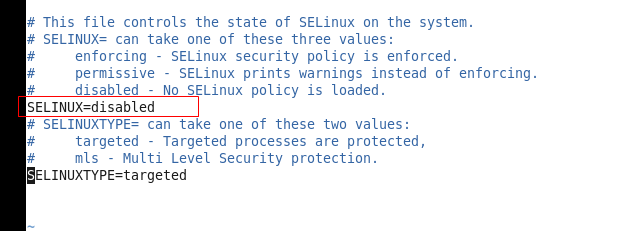 # This file controls the state of SELinux on the system.
# SELINUX= can take one of these three values:
#     enforcing - SELinux security policy is enforced.
#     permissive - SELinux prints warnings instead of enforcing.
#     disabled - No SELinux policy is loaded.
SELINUX=disabled
# SELINUXTYPE= can take one of these two values:
#     targeted - Targeted processes are protected,
#     mls - Multi Level Security protection.
SELINUXTYPE=targeted
~